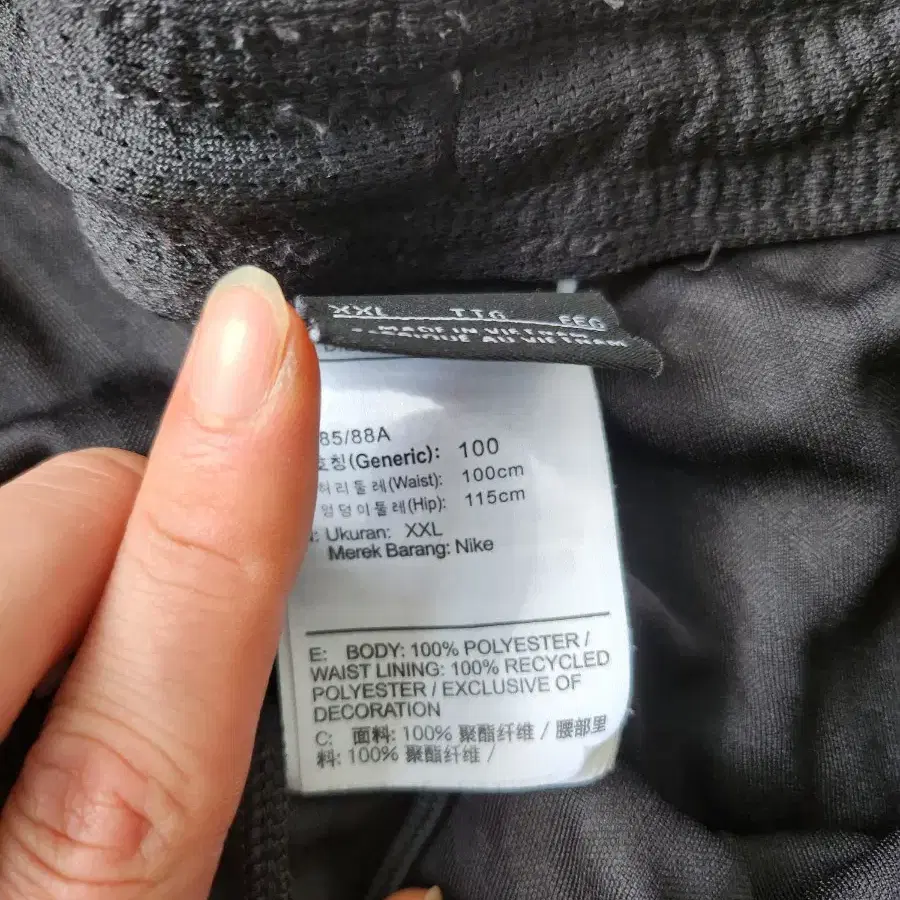 XXL TTG EEG
MADE IN VIETNAM
AU VIETNAM
85/88A
호칭(Generic): 100
허리둘레(Waist): 100cm
엉덩이둘레(Hip): 115cm
Ukuran: XXL
Merek Barang: Nike
E: BODY: 100% POLYESTER /
WAIST LINING: 100% RECYCLED
POLYESTER / EXCLUSIVE OF
DECORATION
C: 面料: 100% 聚酯纤维 / 腰部里
料: 100% 聚酯纤维 /